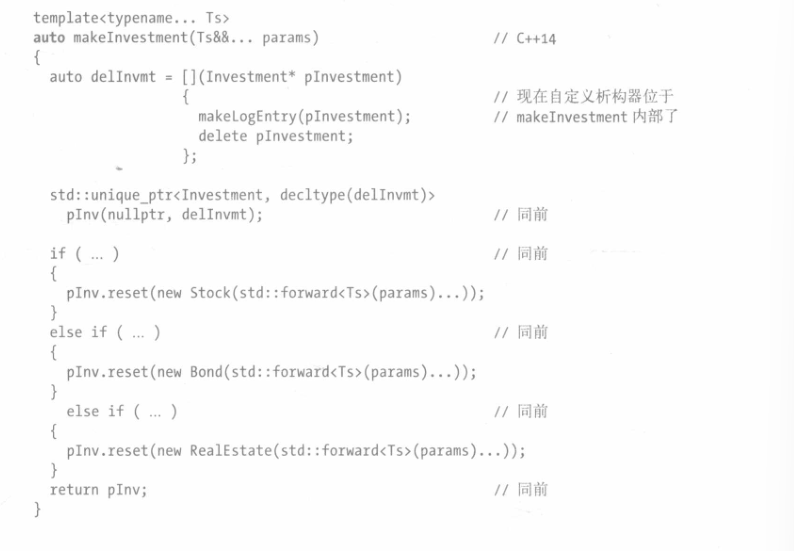 template<typename... Ts>
auto makeInvestment(Ts&&... params) // C++14
{
auto delInvmt = [](Investment* pInvestment)
{ // 现在自定义析构器位于
makeLogEntry(pInvestment); // makeInvestment 内部了
delete pInvestment;
};
std::unique_ptr<Investment, decltype(delInvmt)>
pInv(nullptr, delInvmt); // 同前
if ( … ) // 同前
{
pInv.reset(new Stock(std::forward<Ts>(params)...));
}
else if ( … ) // 同前
{
pInv.reset(new Bond(std::forward<Ts>(params)...));
}
else if ( … ) // 同前
{
pInv.reset(new RealEstate(std::forward<Ts>(params)...));
}
return pInv; // 同前
}